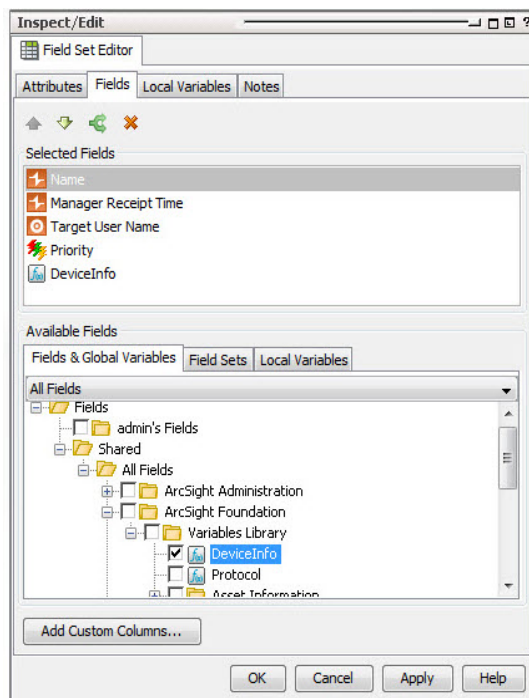 Inspect/Edit
Field Set Editor
Attributes Fields Local Variables Notes
Selected Fields
Name
Manager Receipt Time
Target User Name
Priority
DeviceInfo
Available Fields
Fields & Global Variables Field Sets Local Variables
All Fields
Fields
admin's Fields
Shared
All Fields
ArcSight Administration
ArcSight Foundation
Variables Library
DeviceInfo
Protocol
Asset Information
Add Custom Columns...
OK Cancel Apply Help